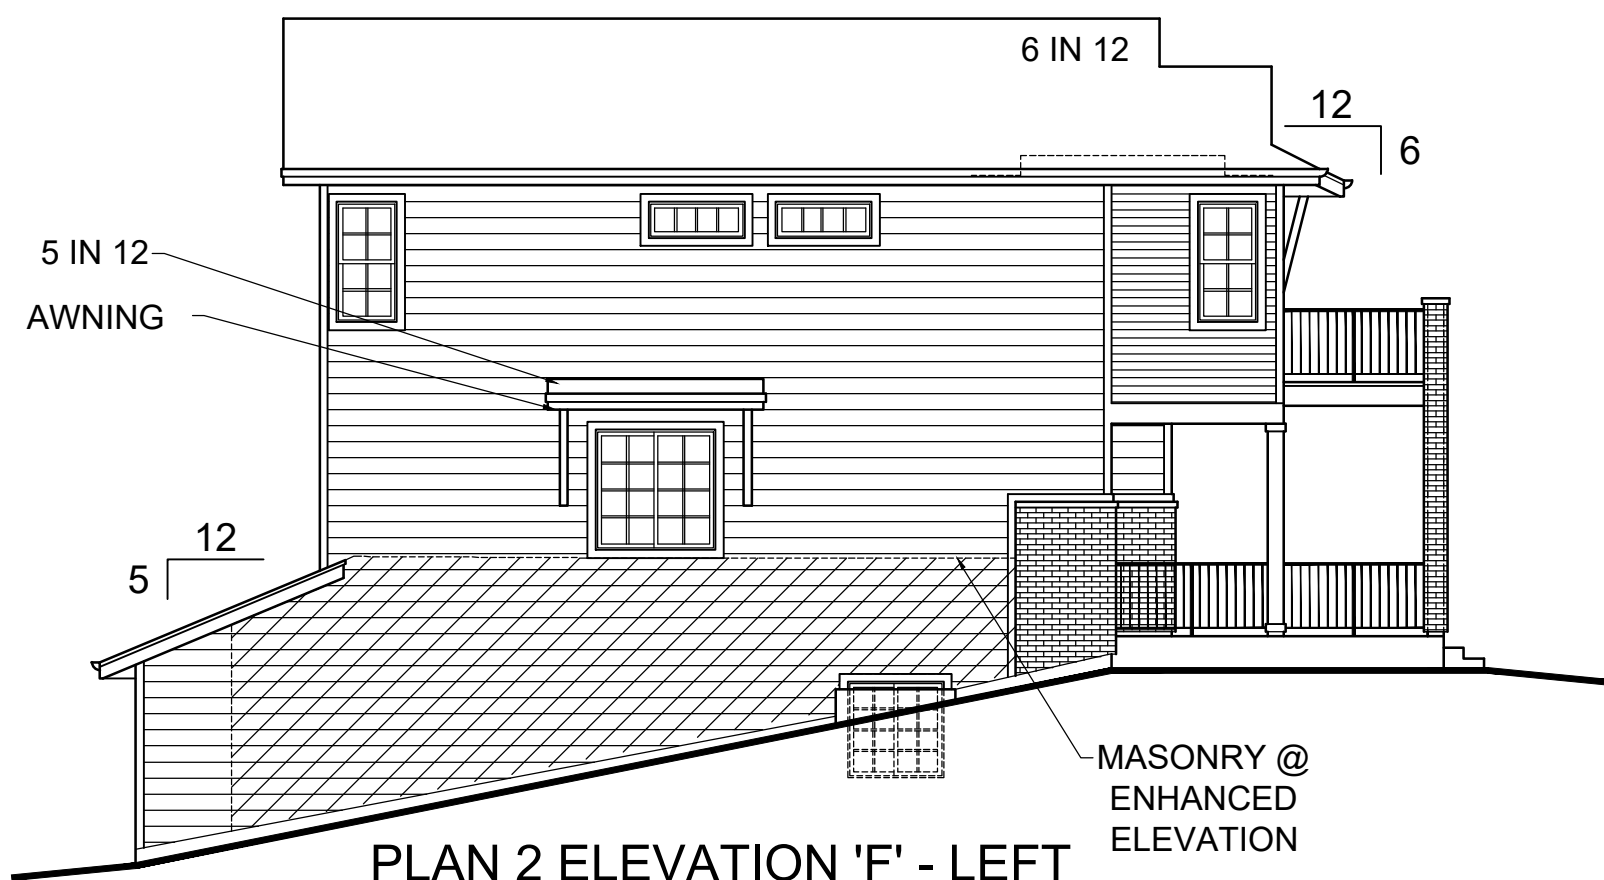 6 IN 12
12
6
5 IN 12
AWNING
12
5
MASONRY @
ENHANCED
ELEVATION
PLAN 2 ELEVATION 'F' - LEFT